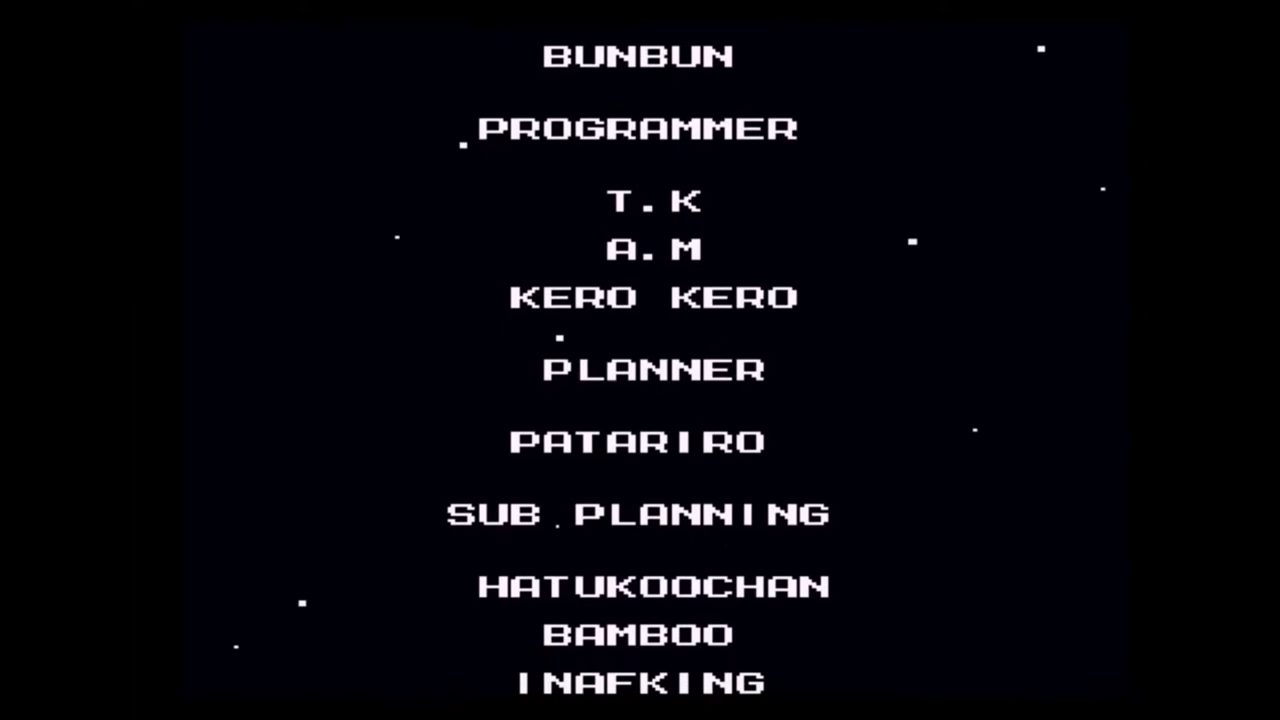 BUNBUN
PROGRAMMER
T.K
A.M
KERO KERO
PLANNER
PATARIRO
SUB PLANNING
HATUKOOCHAN
BAMBOO
INAFKING